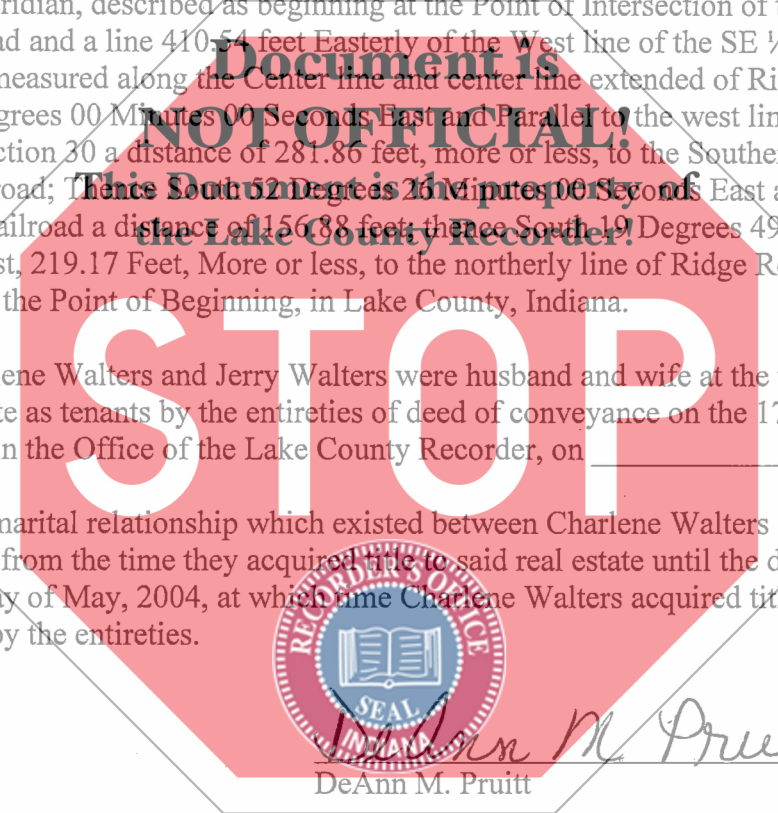 ridian, described as beginning at the Point of Intersection of
ad and a line 410.54 feet Easterly of the West line of the SE
Document is
measured along the Center line and center line extended of Ri
NOT OFFICIAL!
grees 00 Minutes 00 Seconds East and Parallel to the west lin
ction 30 a distance of 281.86 feet, more or less, to the Southe
This Document is the property of
road; Thence South 52 Degrees 26 Minutes 00 Seconds East a
the Lake County Recorder!
ailroad a distance of 156.88 feet; thence South 19 Degrees 49
st, 219.17 Feet, More or less, to the northerly line of Ridge R
the Point of Beginning, in Lake County, Indiana.
STOP
lene Walters and Jerry Walters were husband and wife at the
te as tenants by the entireties of deed of conveyance on the 17
n the Office of the Lake County Recorder, on
marital relationship which existed between Charlene Walters
from the time they acquired title to said real estate until the d
ty of May, 2004, at which time Charlene Walters acquired tit
by the entireties.
RECORDER'S OFFICE
SEAL
INDIANA
DeAnn M Prue
DeAnn M. Pruitt